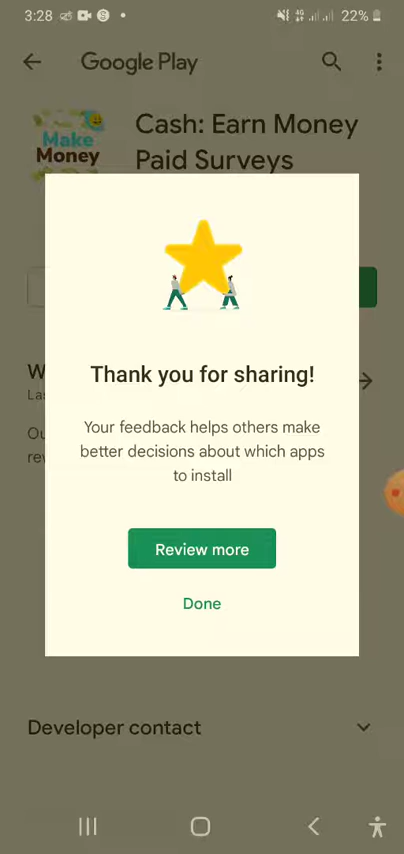 3:28
22%
Google Play
Make
Money
Cash: Earn Money
Paid Surveys
Thank you for sharing!
Your feedback helps others make
better decisions about which apps
to install
Review more
Done
Developer contact